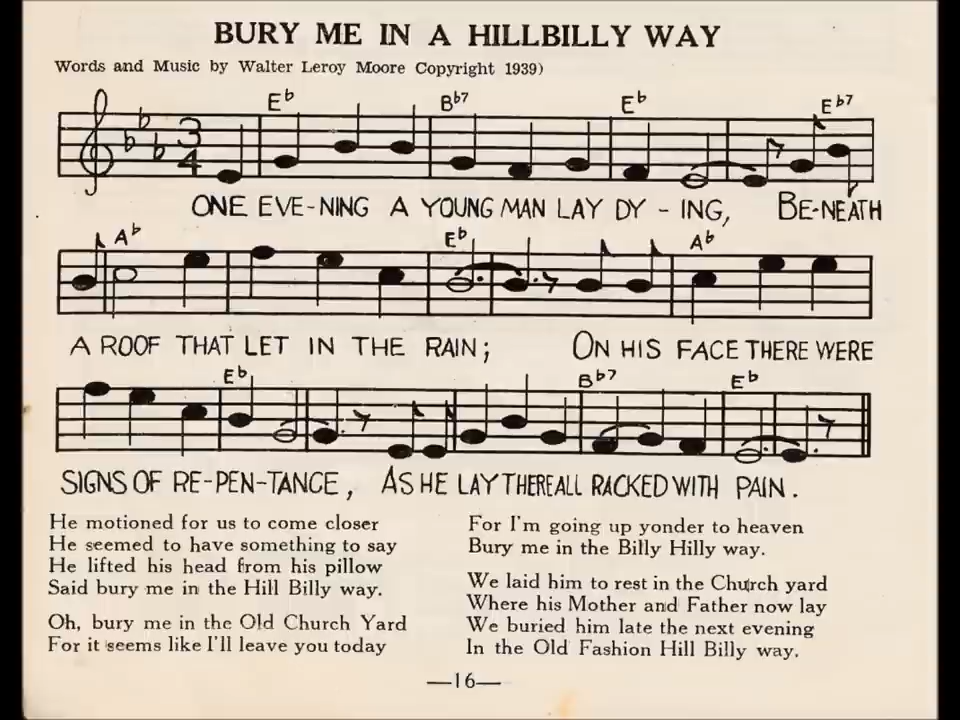 BURY ME IN A HILLBILLY WAY
Words and Music by Walter Leroy Moore Copyright 1939)
E♭ B♭7 E♭ E♭7
3
4
ONE EVE-NING A YOUNG MAN LAY DY - ING, BE-NEATH
A♭ E♭ A♭
A ROOF THAT LET IN THE RAIN; ON HIS FACE THERE WERE
E♭ B♭7 E♭
SIGNS OF RE-PEN-TANCE, AS HE LAY THERE ALL RACKED WITH PAIN.
He motioned for us to come closer
He seemed to have something to say
He lifted his head from his pillow
Said bury me in the Hill Billy way.
Oh, bury me in the Old Church Yard
For it seems like I'll leave you today
For I'm going up yonder to heaven
Bury me in the Billy Hilly way.
We laid him to rest in the Church yard
Where his Mother and Father now lay
We buried him late the next evening
In the Old Fashion Hill Billy way.
—16—